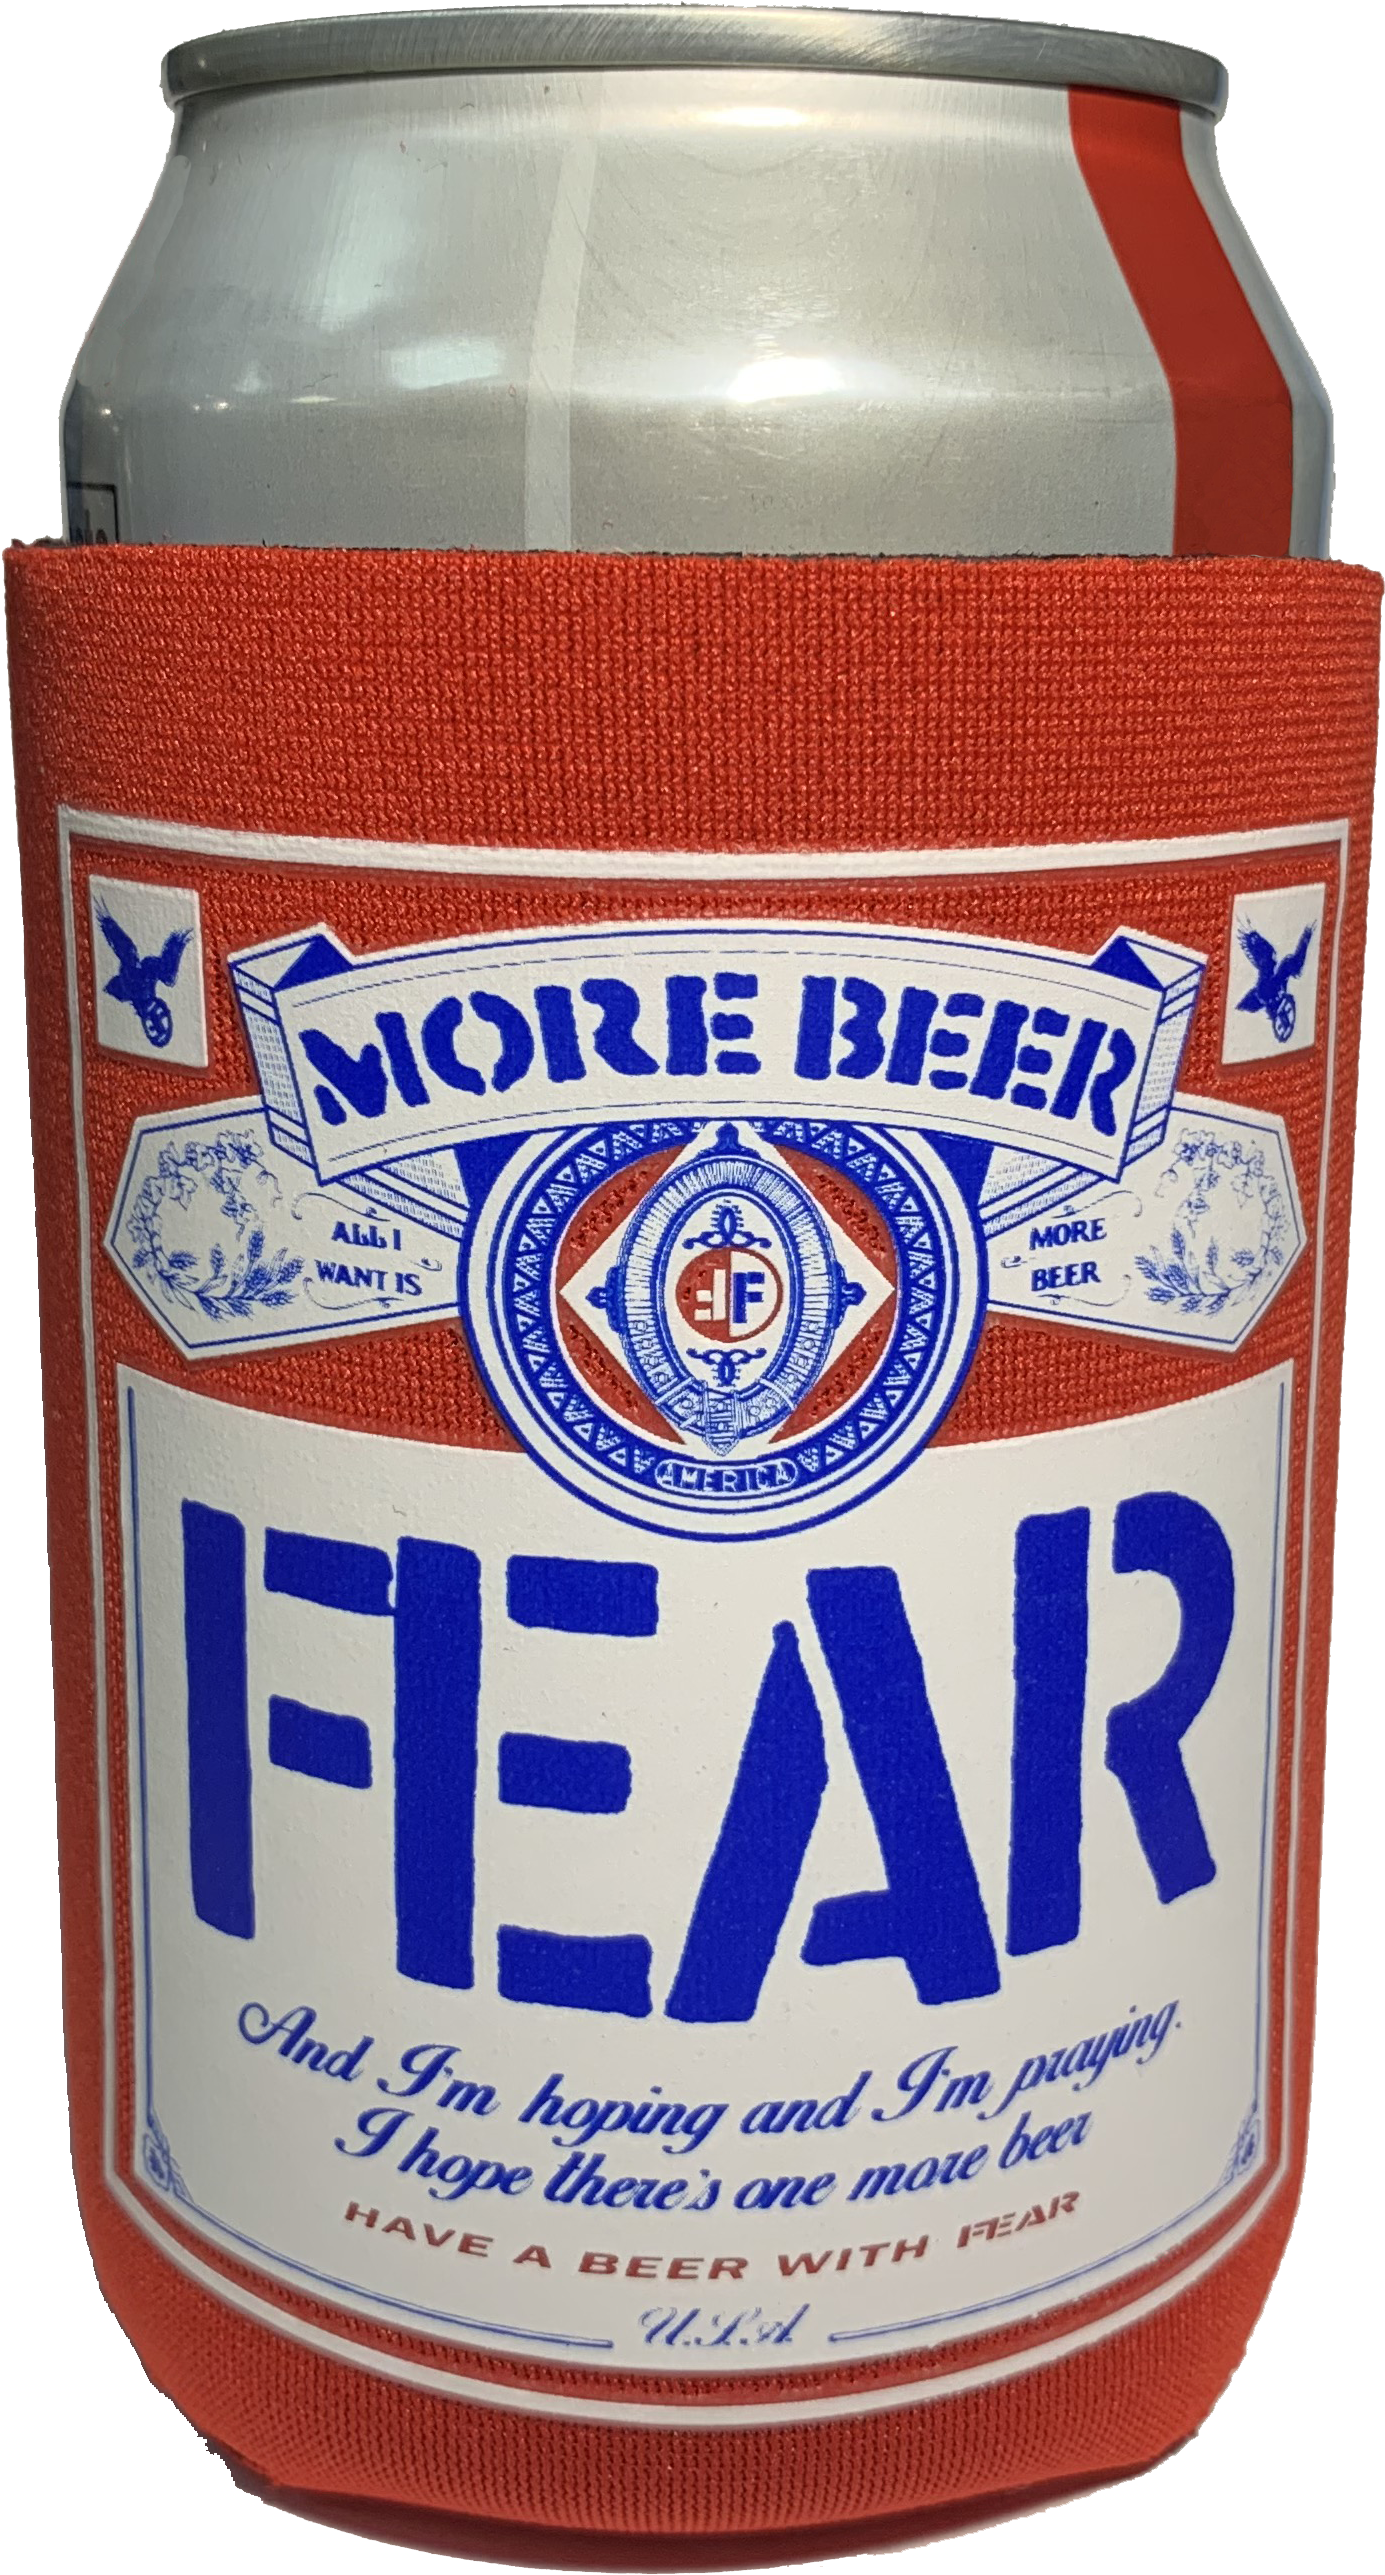 MORE BEER
ALL I
WANT IS
MORE
BEER
FF
AMERICA
FEAR
And I'm hoping and I'm praying.
I hope there's one more beer
HAVE A BEER WITH FEAR
U.S.A.